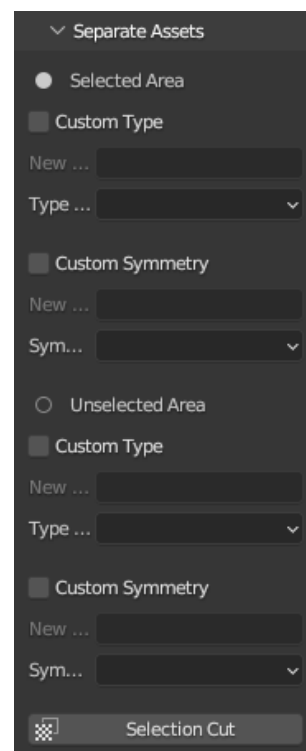 Separate Assets
Selected Area
Custom Type
New ...
Type ...
Custom Symmetry
New ...
Sym...
Unselected Area
Custom Type
New ...
Type ...
Custom Symmetry
New ...
Sym...
Selection Cut